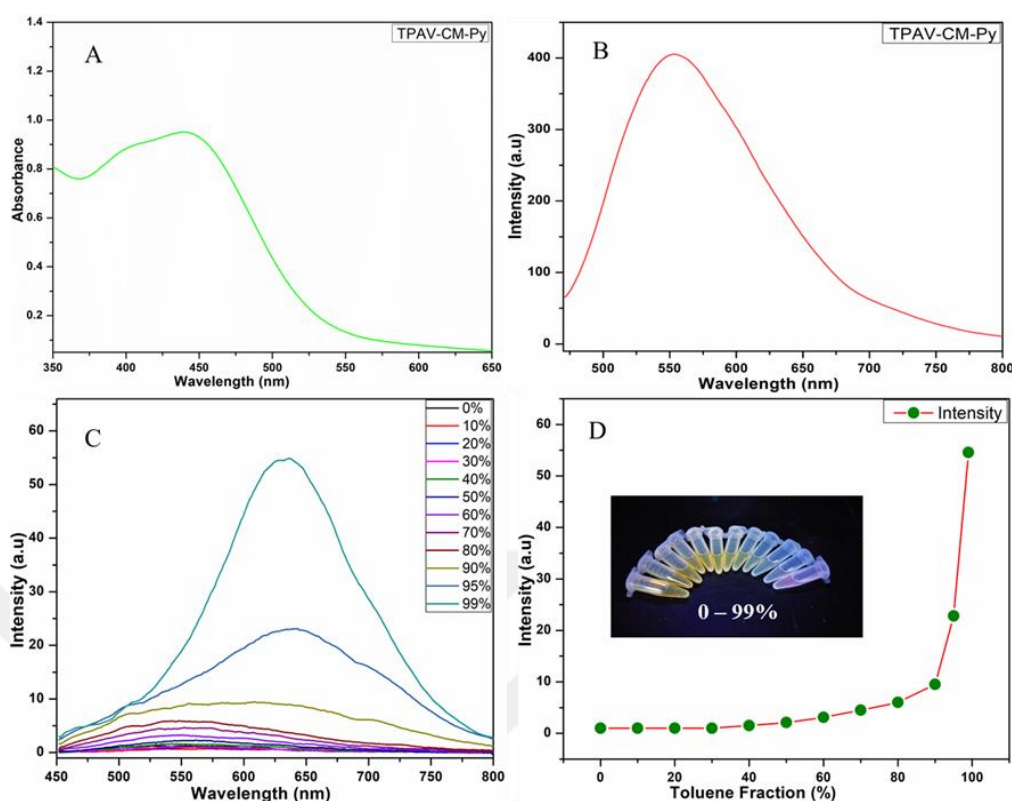 TPAV-CM-Py
A
1.4
1.2
1.0
0.8
0.6
0.4
0.2
Absorbance
350 400 450 500 550 600 650
Wavelength (nm)
TPAV-CM-Py
B
400
300
200
100
0
Intensity (a.u)
500 550 600 650 700 750 800
Wavelength (nm)
C
60
50
40
30
20
10
0
Intensity (a.u)
0%
10%
20%
30%
40%
50%
60%
70%
80%
90%
95%
99%
450 500 550 600 650 700 750 800
Wavelength (nm)
Intensity
D
60
50
40
30
20
10
0
Intensity (a.u)
0 – 99%
0 20 40 60 80 100
Toluene Fraction (%)